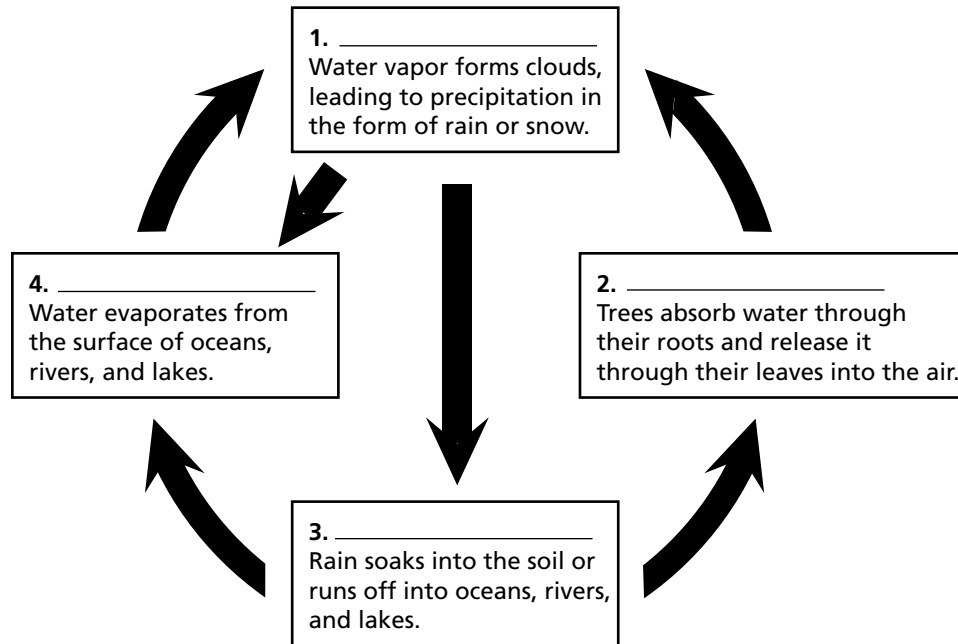 1.
Water vapor forms clouds,
leading to precipitation in
the form of rain or snow.
4.
Water evaporates from
the surface of oceans,
rivers, and lakes.
2.
Trees absorb water through
their roots and release it
through their leaves into the air.
3.
Rain soaks into the soil or
runs off into oceans, rivers,
and lakes.